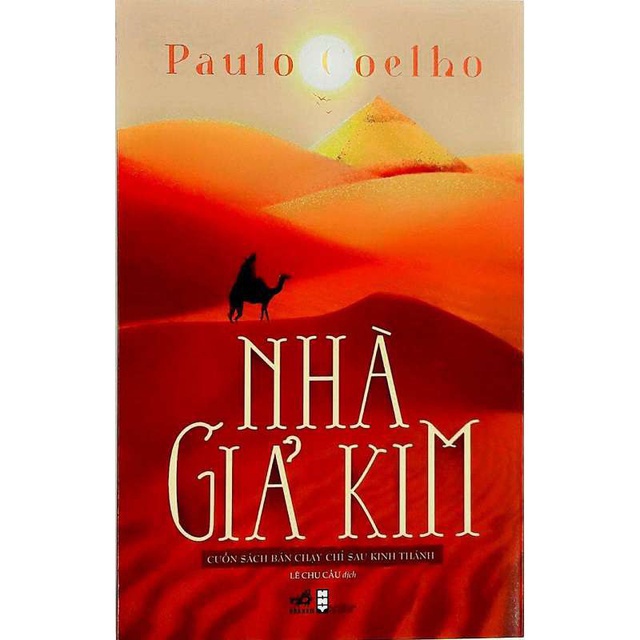 Paulo Coelho
NHÀ
GIẢ KIM
CUỐN SÁCH BÁN CHẠY CHỈ SAU KINH THÁNH
LÊ CHU CẦU dịch